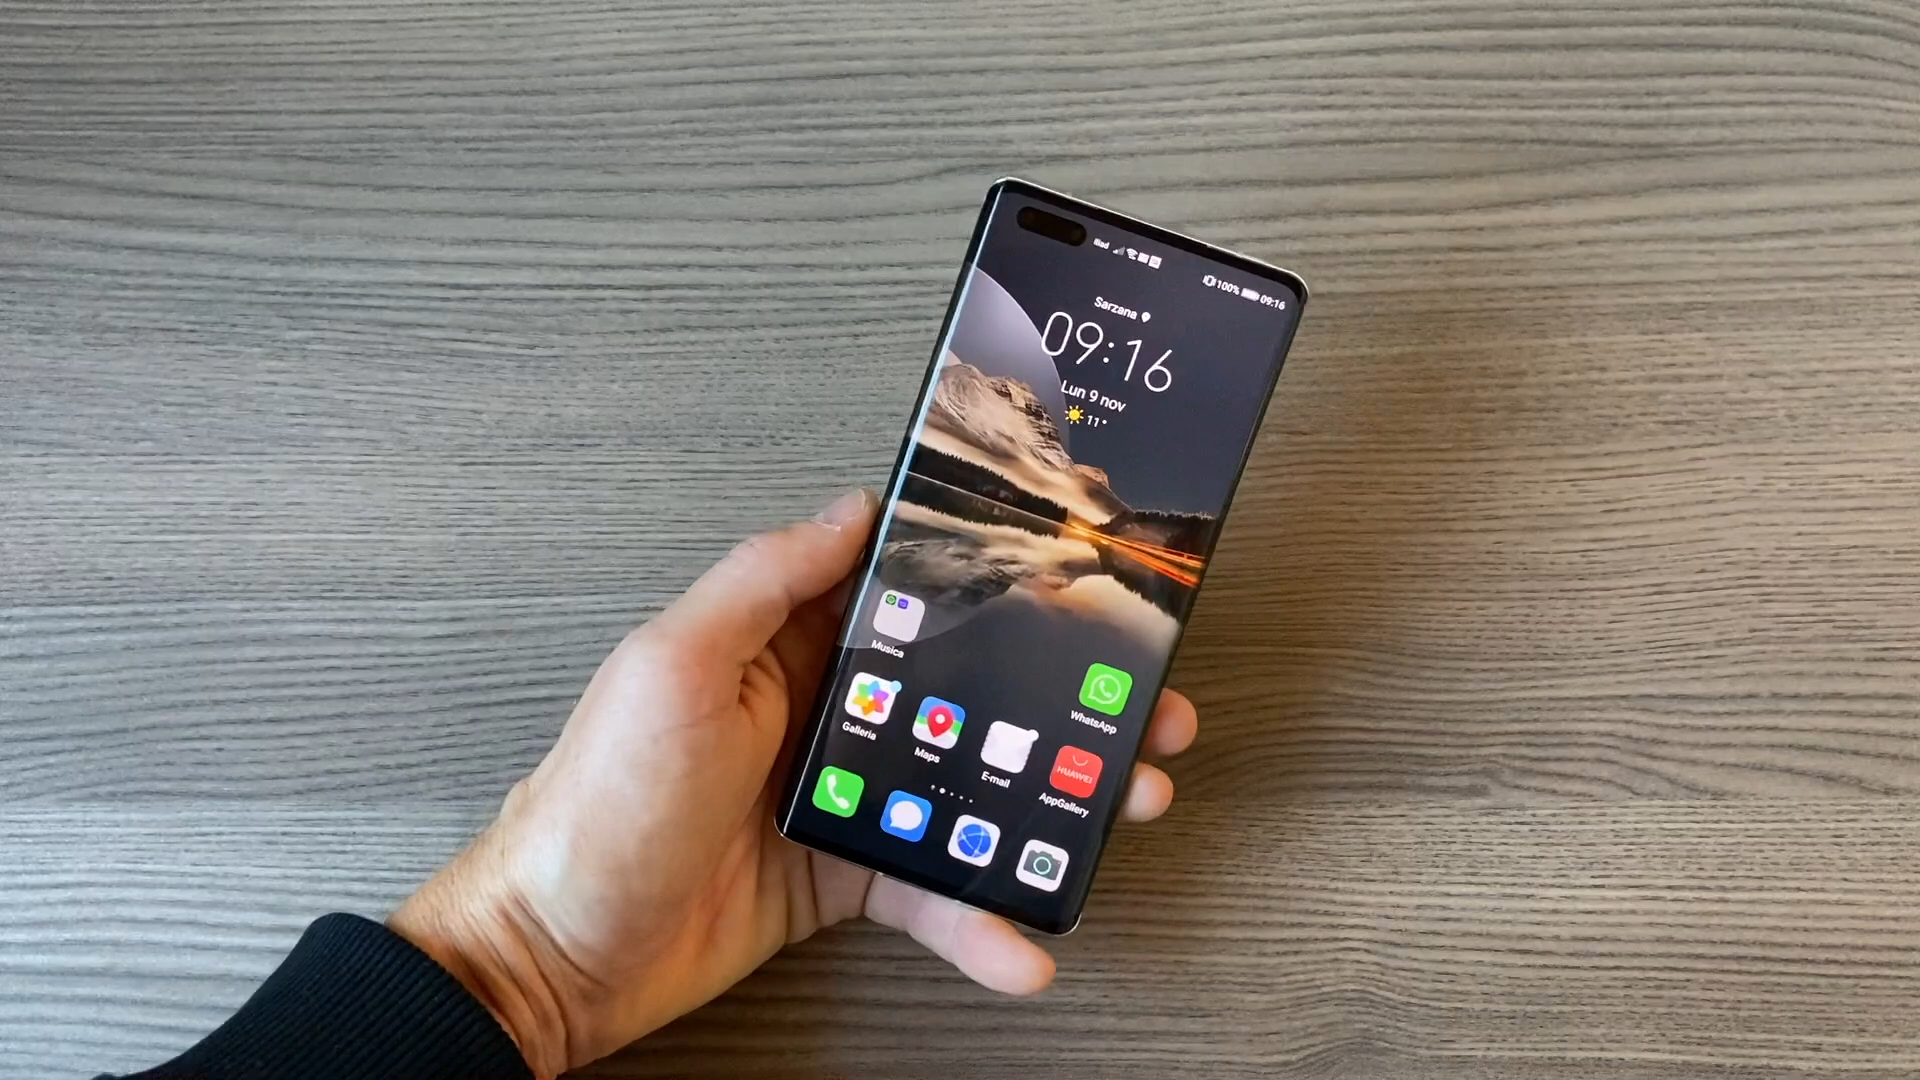 Iliad
100% 09:16
Sarzana
09:16
Lun 9 nov
11°
Musica
WhatsApp
Galleria
Maps
E-mail
HUAWEI
AppGallery